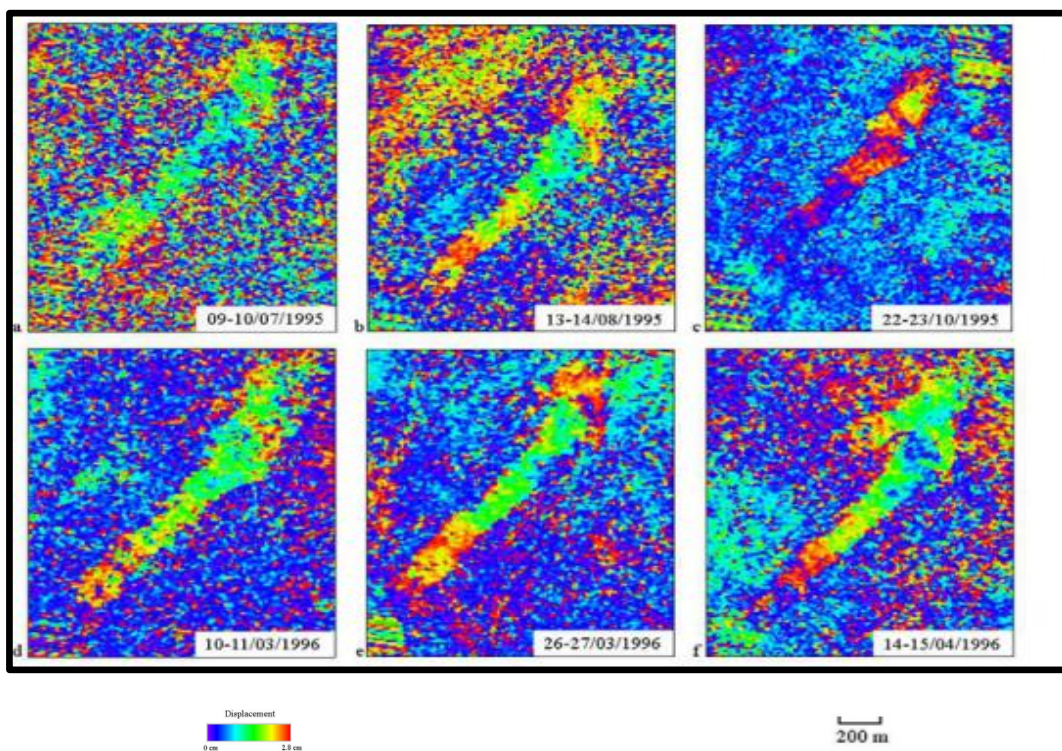 a
09-10/07/1995
b
13-14/08/1995
c
22-23/10/1995
d
10-11/03/1996
e
26-27/03/1996
f
14-15/04/1996
Displacement
0 cm
2.8 cm
200 m